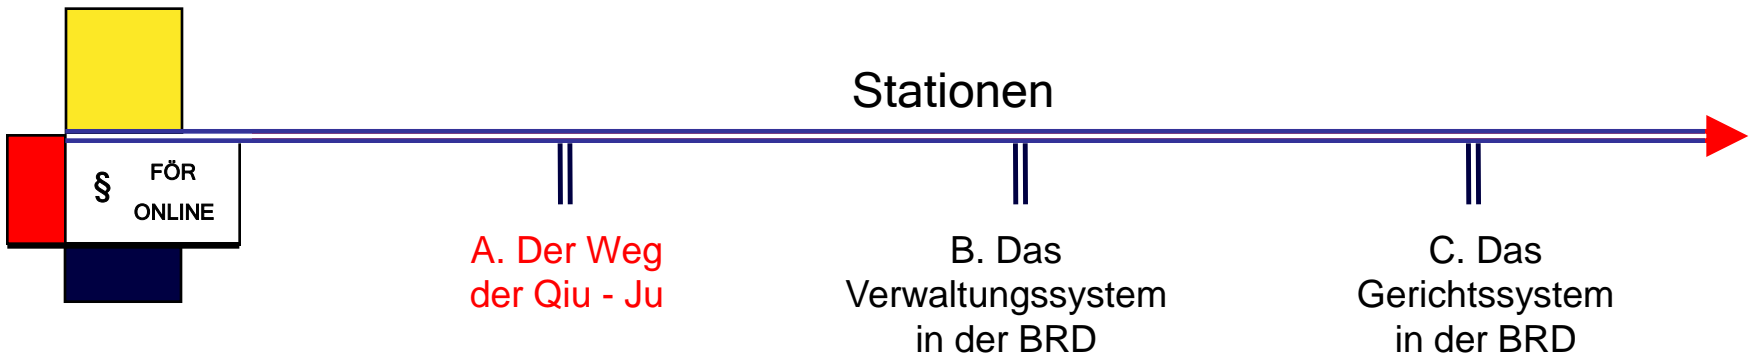 Stationen
§ FÖR
ONLINE
A. Der Weg
der Qiu - Ju
B. Das
Verwaltungssystem
in der BRD
C. Das
Gerichtssystem
in der BRD